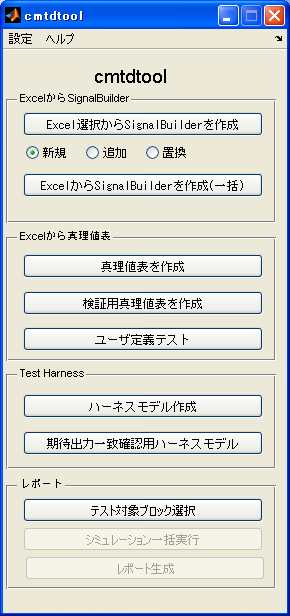 cmtdtool
設定 ヘルプ
cmtdtool
ExcelからSignalBuilder
Excel選択からSignalBuilderを作成
新規 追加 置換
ExcelからSignalBuilderを作成(一括)
Excelから真理値表
真理値表を作成
検証用真理値表を作成
ユーザ定義テスト
Test Harness
ハーネスモデル作成
期待出力一致確認用ハーネスモデル
レポート
テスト対象ブロック選択
シミュレーション一括実行
レポート生成